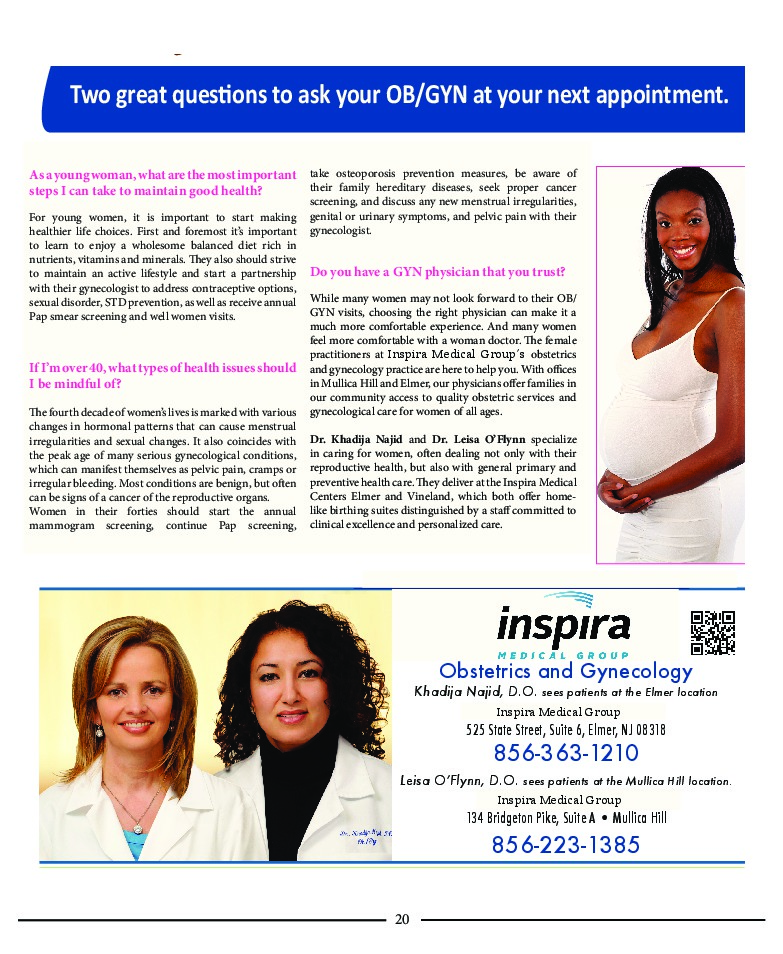 Two great questions to ask your OB/GYN at your next appointment.
As a young woman, what are the most important
steps I can take to maintain good health?
For young women, it is important to start making
healthier life choices. First and foremost it's important
to learn to enjoy a wholesome balanced diet rich in
nutrients, vitamins and minerals. They also should strive
to maintain an active lifestyle and start a partnership
with their gynecologist to address contraceptive options,
sexual disorder, STD prevention, as well as receive annual
Pap smear screening and well women visits.
If I'm over 40, what types of health issues should
I be mindful of?
The fourth decade of women's lives is marked with various
changes in hormonal patterns that can cause menstrual
irregularities and sexual changes. It also coincides with
the peak age of many serious gynecological conditions,
which can manifest themselves as pelvic pain, cramps or
irregular bleeding. Most conditions are benign, but often
can be signs of a cancer of the reproductive organs.
Women in their forties should start the annual
mammogram screening, continue Pap screening,
take osteoporosis prevention measures, be aware of
their family hereditary diseases, seek proper cancer
screening, and discuss any new menstrual irregularities,
genital or urinary symptoms, and pelvic pain with their
gynecologist.
Do you have a GYN physician that you trust?
While many women may not look forward to their OB/
GYN visits, choosing the right physician can make it a
much more comfortable experience. And many women
feel more comfortable with a woman doctor. The female
practitioners at Inspira Medical Group's obstetrics
and gynecology practice are here to help you. With offices
in Mullica Hill and Elmer, our physicians offer families in
our community access to quality obstetric services and
gynecological care for women of all ages.
Dr. Khadija Najid and Dr. Leisa O'Flynn specialize
in caring for women, often dealing not only with their
reproductive health, but also with general primary and
preventive health care. They deliver at the Inspira Medical
Centers Elmer and Vineland, which both offer home-
like birthing suites distinguished by a staff committed to
clinical excellence and personalized care.
inspira
MEDICAL GROUP
Obstetrics and Gynecology
Khadija Najid, D.O. sees patients at the Elmer location
Inspira Medical Group
525 State Street, Suite 6, Elmer, NJ 08318
856-363-1210
Leisa O'Flynn, D.O. sees patients at the Mullica Hill location.
Inspira Medical Group
134 Bridgeton Pike, Suite A • Mullica Hill
856-223-1385
20